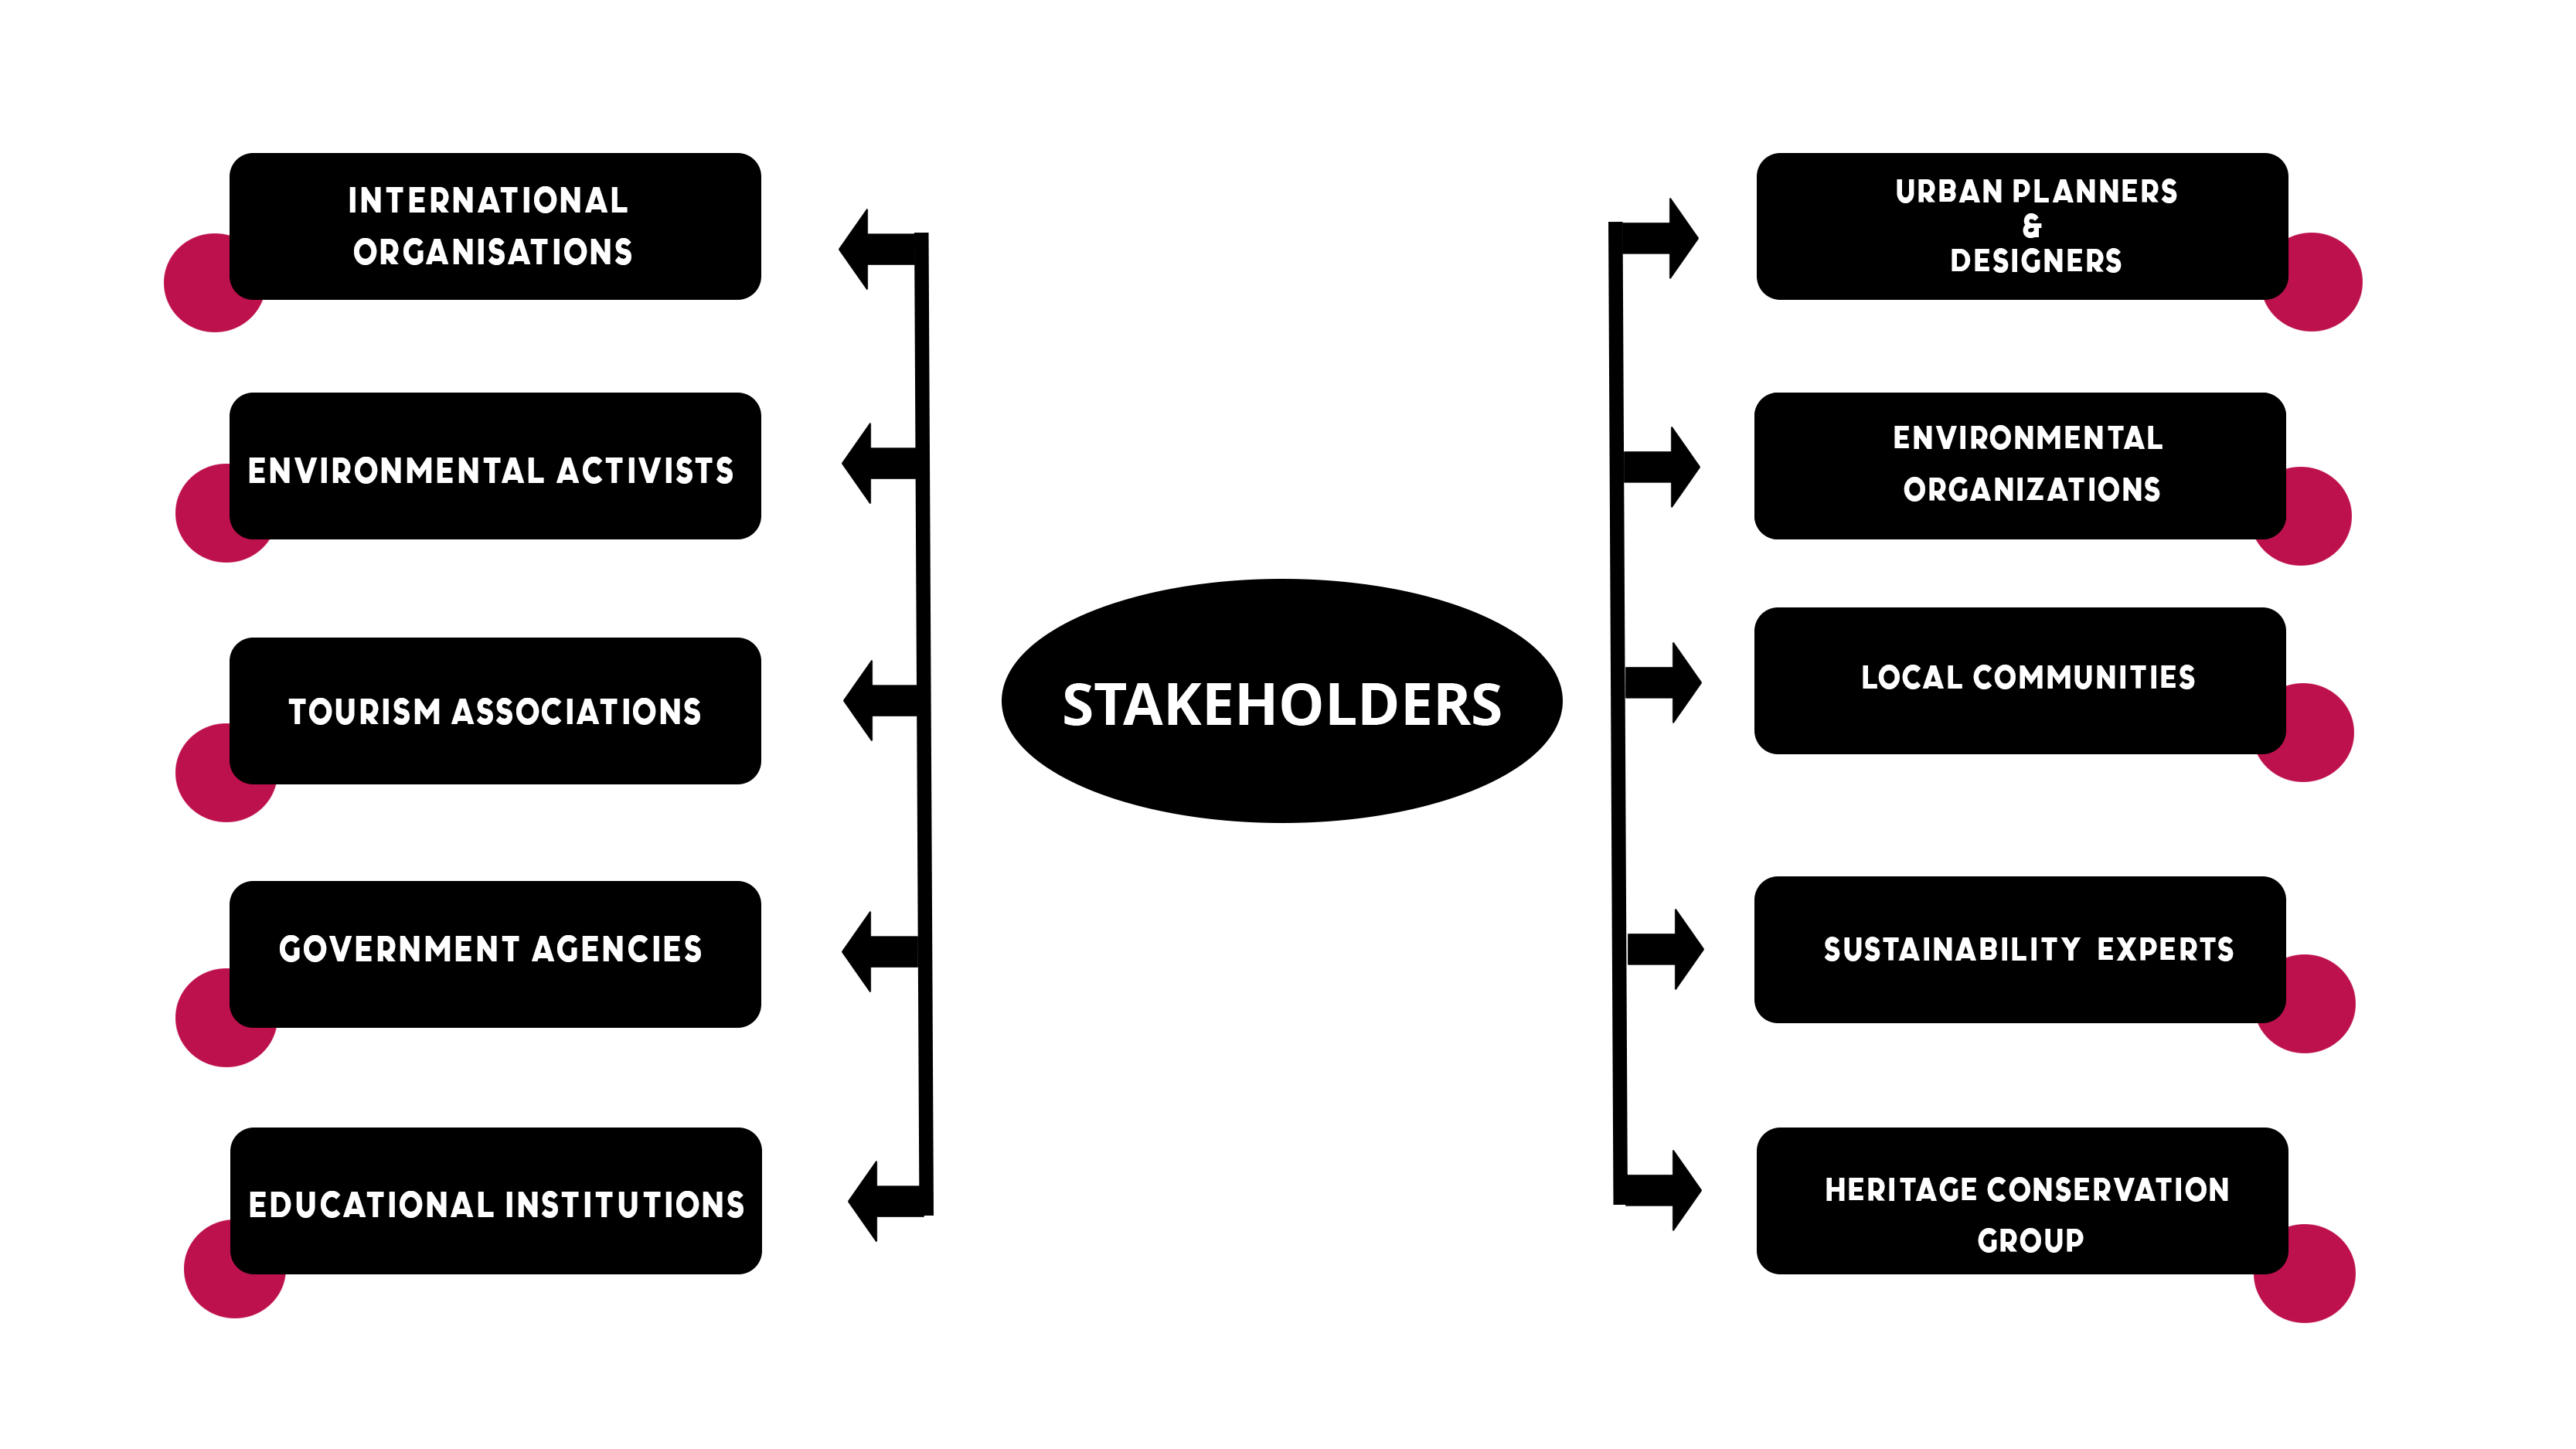 INTERNATIONAL
ORGANISATIONS
ENVIRONMENTAL ACTIVISTS
TOURISM ASSOCIATIONS
GOVERNMENT AGENCIES
EDUCATIONAL INSTITUTIONS
STAKEHOLDERS
URBAN PLANNERS
&
DESIGNERS
ENVIRONMENTAL
ORGANIZATIONS
LOCAL COMMUNITIES
SUSTAINABILITY EXPERTS
HERITAGE CONSERVATION
GROUP